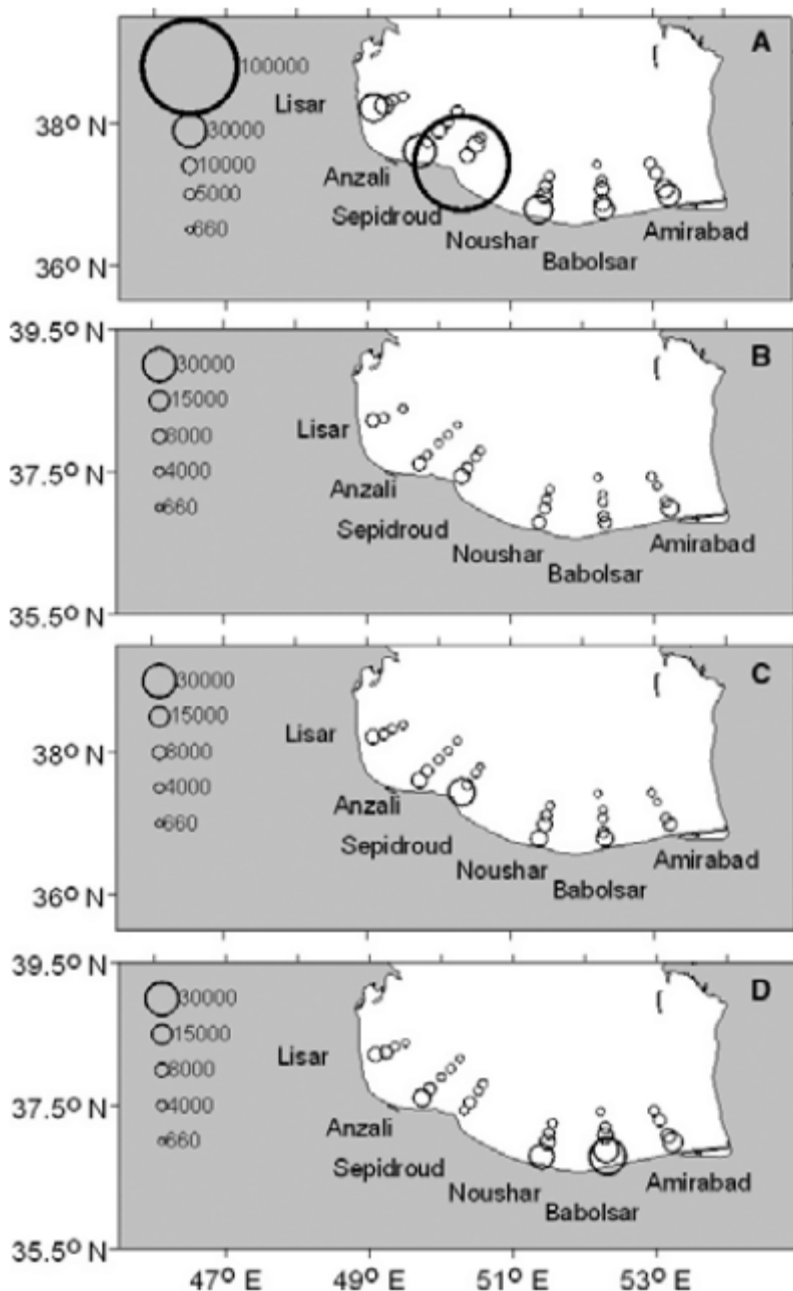 A
100000
Lisar
38° N
30000
10000
5000
Anzali
Sepidroud
Amirabad
660
Noushar
Babolsar
36° N
39.5° N
B
30000
15000
Lisar
8000
37.5° N
4000
Anzali
660
Sepidroud
Amirabad
Noushar
Babolsar
35.5° N
C
30000
15000
Lisar
38° N
8000
4000
Anzali
660
Sepidroud
Amirabad
Noushar
Babolsar
36° N
39.5° N
D
30000
15000
Lisar
8000
37.5° N
4000
Anzali
660
Sepidroud
Amirabad
Noushar
Babolsar
35.5° N
47° E 49° E 51° E 53° E